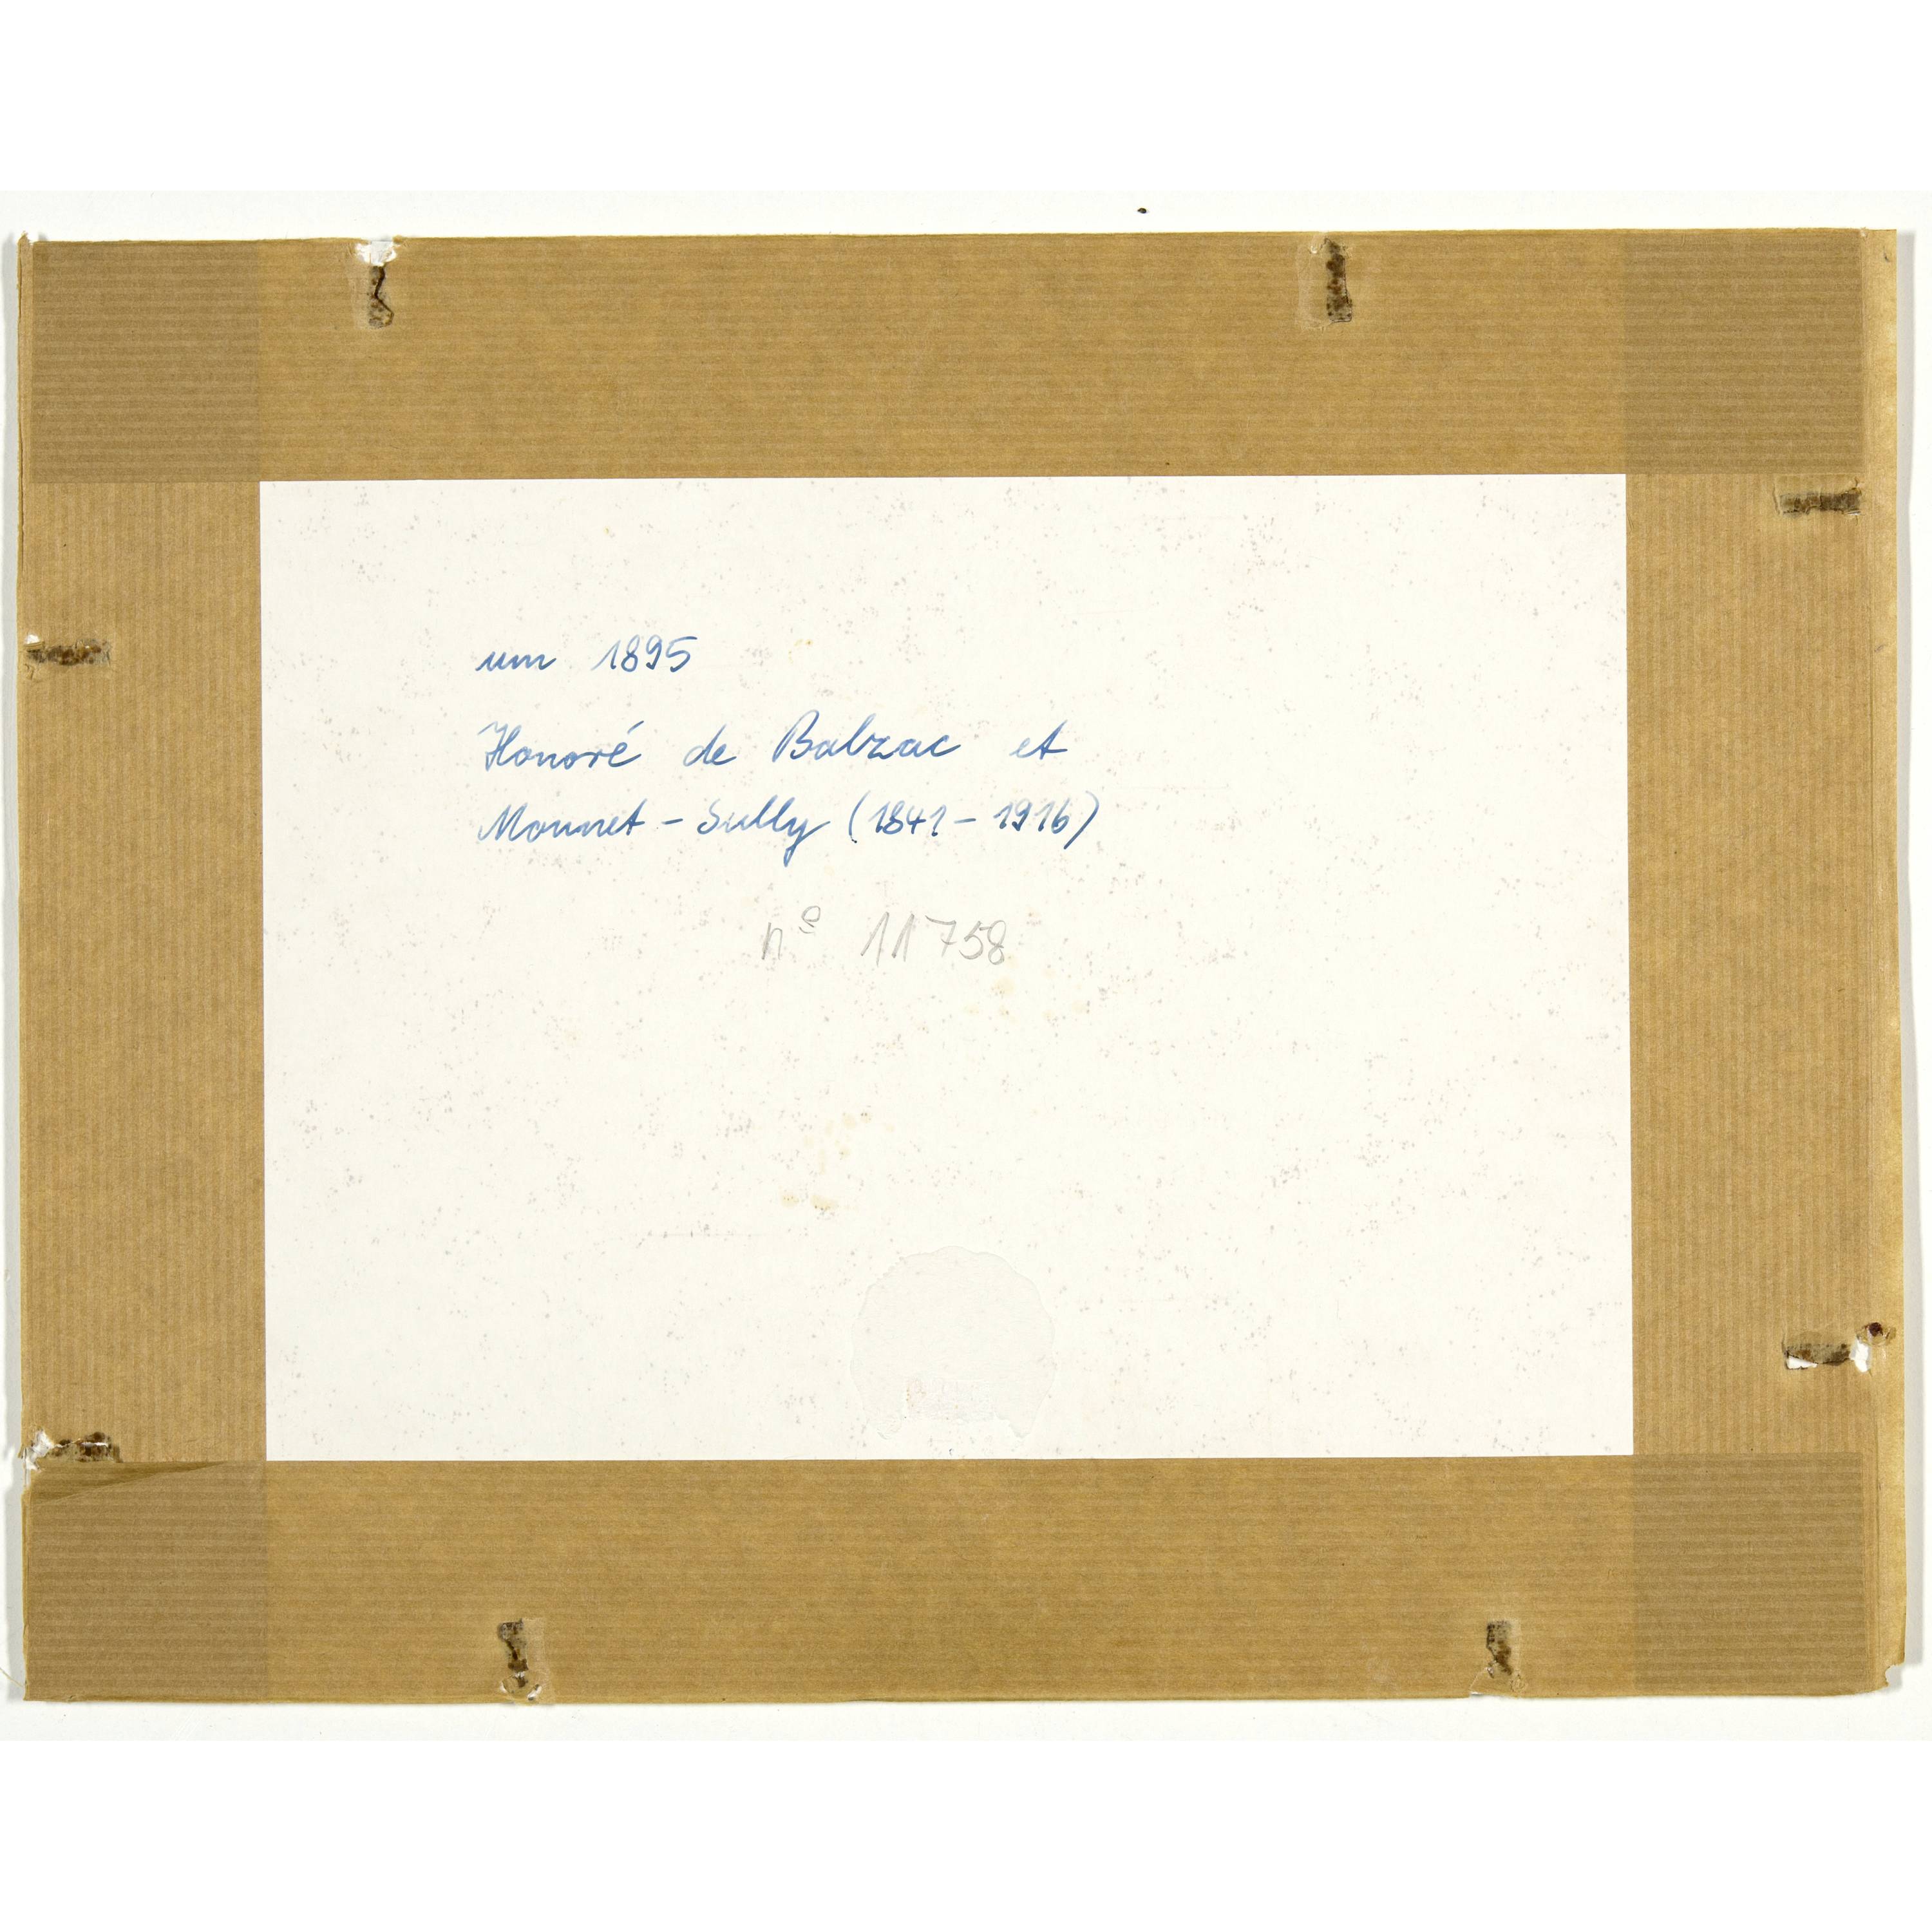 um 1895
Honoré de Balzac et
Mounet - Sully (1841 - 1916)
n° 11758